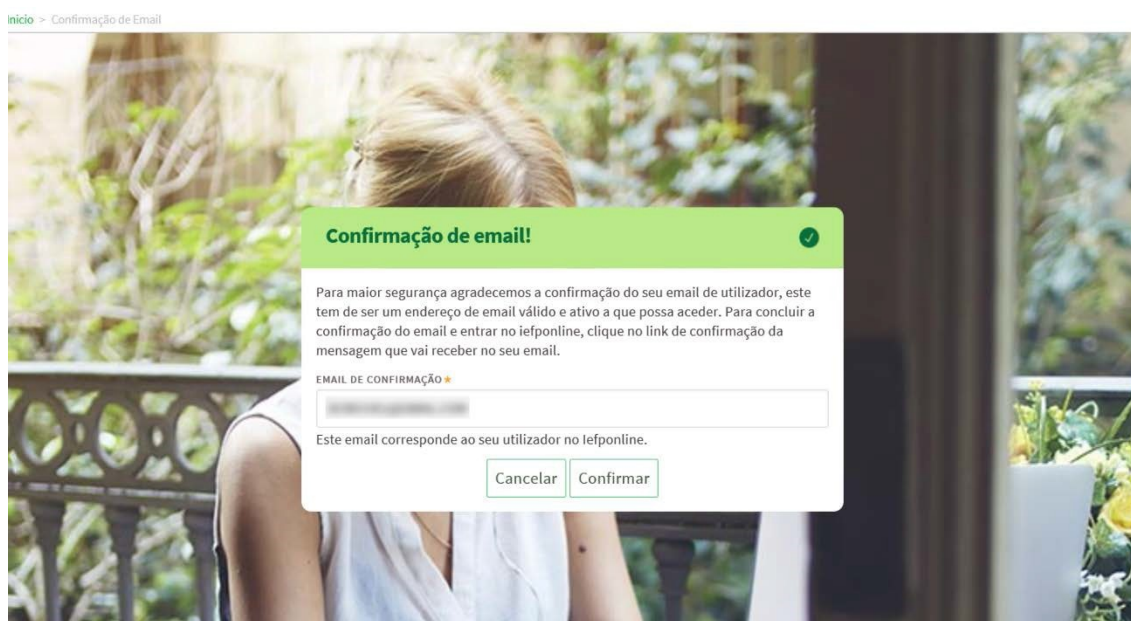 Início > Confirmação de Email
Confirmação de email!
Para maior segurança agradecemos a confirmação do seu email de utilizador, este
tem de ser um endereço de email válido e ativo a que possa aceder. Para concluir a
confirmação do email e entrar no iefponline, clique no link de confirmação da
mensagem que vai receber no seu email.
EMAIL DE CONFIRMAÇÃO★
Este email corresponde ao seu utilizador no Iefponline.
Cancelar Confirmar